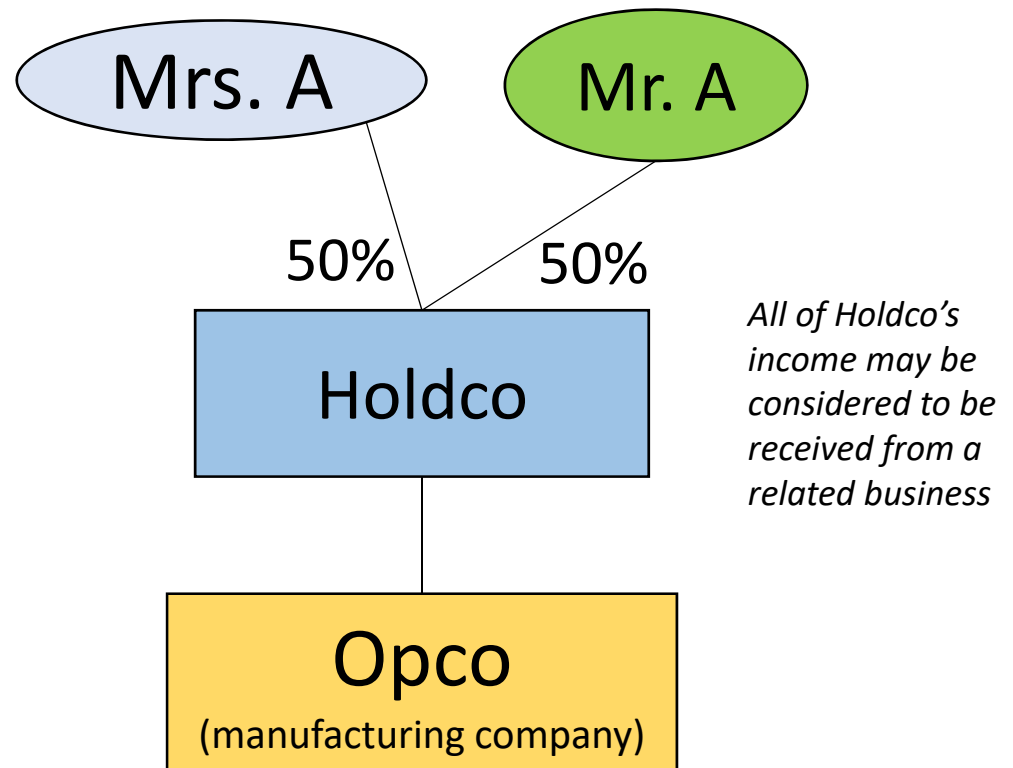 Mrs. A
Mr. A
50%
50%
All of Holdco’s
income may be
considered to be
received from a
related business
Holdco
Opco
(manufacturing company)